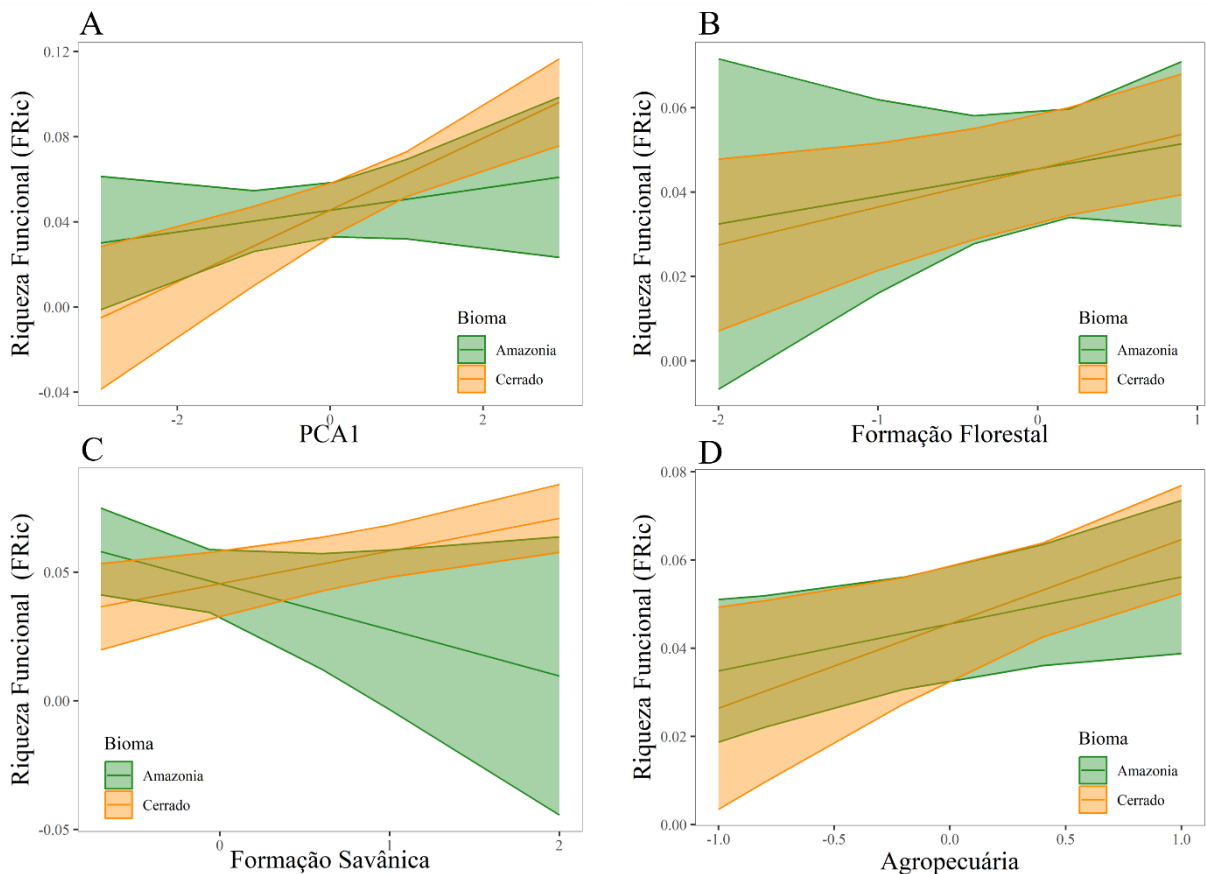 A
Riqueza Funcional (FRic)
0.12
0.08
0.04
0.00
-0.04
Bioma
Amazonia
Cerrado
-2
0
2
PCA1
B
Riqueza Funcional (FRic)
0.06
0.04
0.02
0.00
Bioma
Amazonia
Cerrado
-2
-1
0
1
Formação Florestal
C
Riqueza Funcional (FRic)
0.05
0.00
-0.05
Bioma
Amazonia
Cerrado
0
1
2
Formação Savânica
D
Riqueza Funcional (FRic)
0.08
0.06
0.04
0.02
0.00
Bioma
Amazonia
Cerrado
-1.0
-0.5
0.0
0.5
1.0
Agropecuária